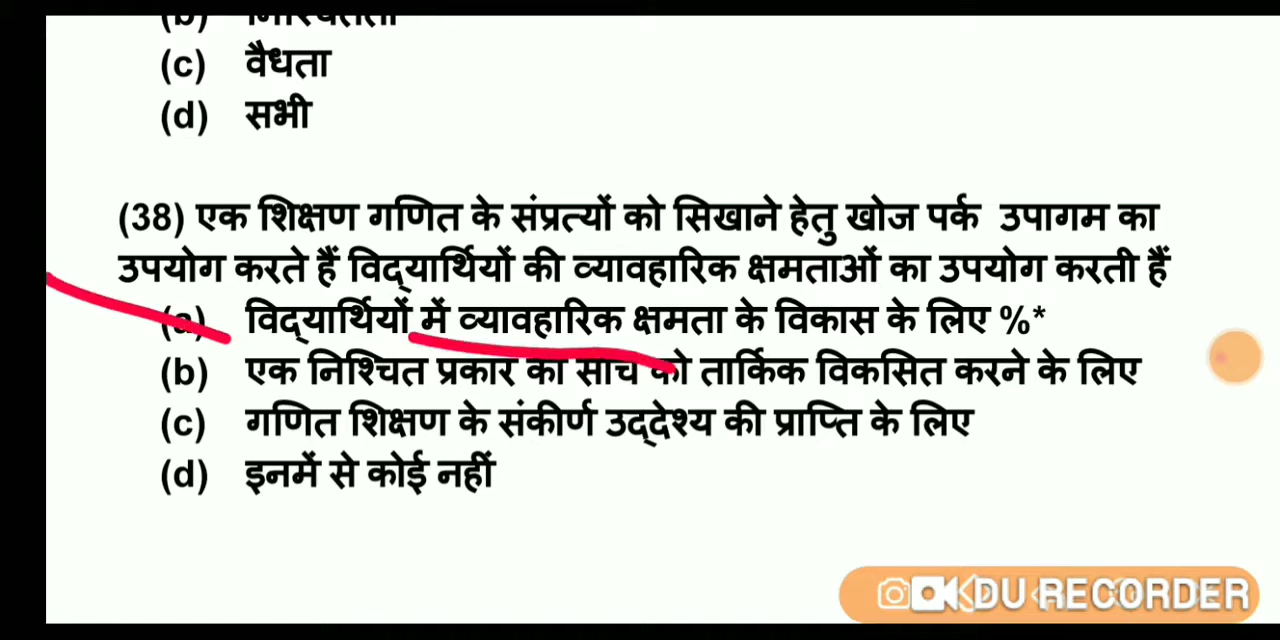 (c) वैधता
(d) सभी
(38) एक शिक्षण गणित के संप्रत्यों को सिखाने हेतु खोज पर्क उपागम का
उपयोग करते हैं विद्यार्थियों की व्यावहारिक क्षमताओं का उपयोग करती हैं
(a) विद्यार्थियों में व्यावहारिक क्षमता के विकास के लिए %*
(b) एक निश्चित प्रकार का साच को तार्किक विकसित करने के लिए
(c) गणित शिक्षण के संकीर्ण उद्देश्य की प्राप्ति के लिए
(d) इनमें से कोई नहीं
DU RECORDER